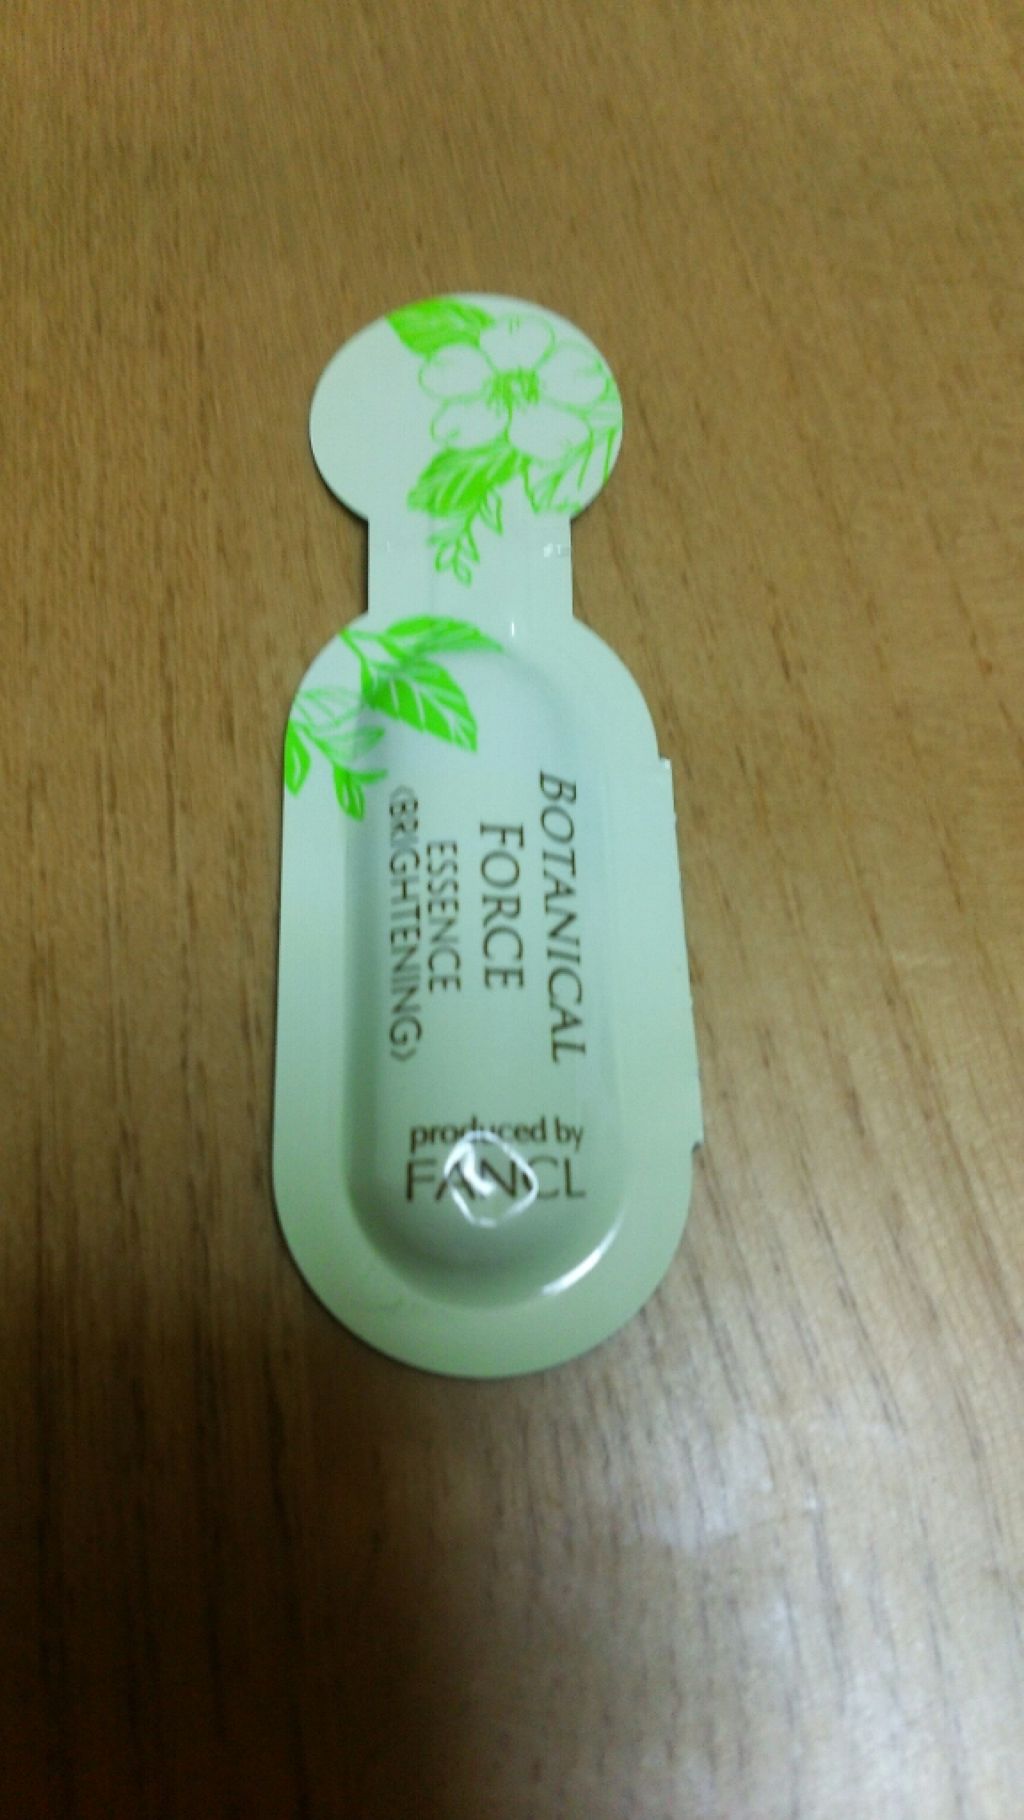 BOTANICAL
FORCE
ESSENCE
〈BRIGHTENING〉
produced by
FANCL